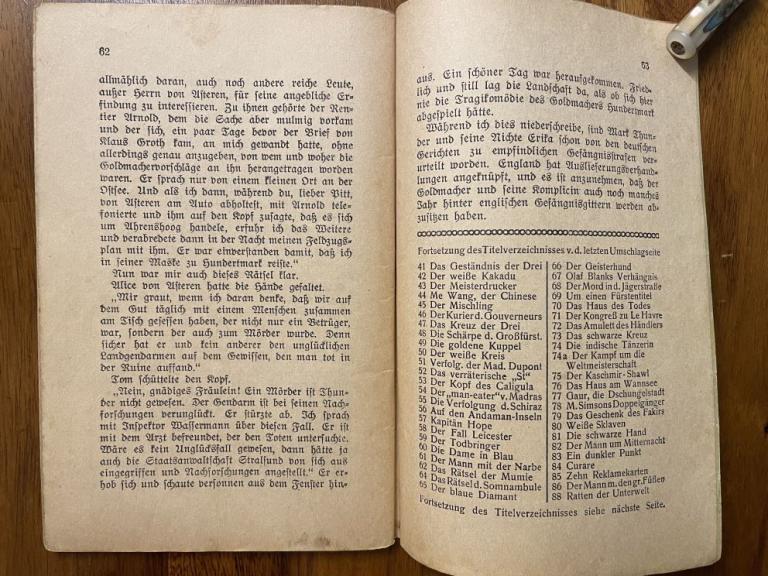 62
allmählich daran, auch noch andere reiche Leute,
außer Herrn von Asteren, für seine angebliche Er-
findung zu interessieren. Zu ihnen gehörte der Ren-
tier Arnold, dem die Sache aber mulmig vorkam
und der sich, ein paar Tage bevor der Brief von
Klaus Groth kam, an mich gewandt hatte, ohne
allerdings genau anzugeben, von wem und woher die
Goldmachervorschläge an ihn herangetragen worden
waren. Er sprach nur von einem kleinen Ort an der
Ostsee. Und als ich dann, während du, lieber Pitt,
von Asteren am Auto abholtest, mit Arnold tele-
fonierte und ihm auf den Kopf zusagte, daß es sich
um Ahrenshoog handele, erfuhr ich das Weitere
und verabredete dann in der Nacht meinen Feldzugs-
plan mit ihm. Er war einverstanden damit, daß ich
in seiner Maske zu Hundertmark reiste."
Nun war mir auch dieses Rätsel klar.
Alice von Asteren hatte die Hände gefaltet.
„Mir graut, wenn ich daran denke, daß wir auf
dem Gut täglich mit einem Menschen zusammen
am Tisch gesessen haben, der nicht nur ein Betrüger,
war, sondern der auch zum Mörder wurde. Denn
sicher hat er und kein anderer den unglücklichen
Landgendarmen auf dem Gewissen, den man tot in
der Ruine auffand."
Tom schüttelte den Kopf.
„Nein, gnädiges Fräulein! Ein Mörder ist Thun-
der nicht gewesen. Der Gendarm ist bei seinen Nach-
forschungen verunglückt. Er stürzte ab. Ich sprach
mit Inspektor Wassermann über diesen Fall. Er ist
mit dem Arzt befreundet, der den Toten untersuchte.
Wäre es kein Unglücksfall gewesen, dann hätte ja
auch die Staatsanwaltschaft Stralsund von sich aus
eingegriffen und Nachforschungen angestellt." Er er-
hob sich und schaute versonnen aus dem Fenster hin-
63
aus. Ein schöner Tag war heraufgekommen. Fried-
lich und still lag die Landschaft da, als ob sich hier
nie die Tragikomödie des Goldmachers Hundertmark
abgespielt hätte.
Während ich dies niederschreibe, sind Mark Thun-
der und seine Nichte Erika schon von den deutschen
Gerichten zu empfindlichen Gefängnisstrafen ver-
urteilt worden. England hat Auslieferungsverhand-
lungen angeknüpft, und es ist anzunehmen, daß der
Goldmacher und seine Komplicin auch noch manches
Jahr hinter englischen Gefängnisgittern werden ab-
zusitzen haben.
Fortsetzung des Titelverzeichnisses v. d. letzten Umschlagseite
41 Das Geständnis der Drei
42 Der weiße Kakadu
43 Der Meisterdrucker
44 Me Wang, der Chinese
45 Der Mischling
46 Der Kurier d. Gouverneurs
47 Das Kreuz der Drei
48 Die Schärpe d. Großfürst.
49 Die goldene Kuppel
50 Der weiße Kreis
51 Verfolg. der Mad. Dupont
52 Das verräterische „Si"
53 Der Kopf des Caligula
54 Der „man-eater" v. Madras
55 Die Verfolgung d. Schiraz
56 Auf den Andaman-Inseln
57 Kapitän Hope
58 Der Fall Leicester
59 Der Todbringer
60 Die Dame in Blau
61 Der Mann mit der Narbe
62 Das Rätsel der Mumie
64 Das Rätsel d. Somnambule
65 Der blaue Diamant
66 Der Geisterhund
67 Olaf Blanks Verhängnis
68 Der Mord in d. Jägerstraße
69 Um einen Fürstentitel
70 Das Haus des Todes
71 Der Kongreß zu Le Havre
72 Das Amulett des Händlers
73 Das schwarze Kreuz
74 Die indische Tänzerin
74a Der Kampf um die
Weltmeisterschaft
75 Der Kaschmir-Shawl
76 Das Haus am Wannsee
77 Gaur, die Dschungelstadt
78 M. Simsons Doppelgänger
79 Das Geschenk des Fakirs
80 Weiße Sklaven
81 Die schwarze Hand
82 Der Mann um Mitternacht
83 Ein dunkler Punkt
84 Curare
85 Zehn Reklamekarten
86 Der Mann m. den gr. Füßen
88 Ratten der Unterwelt
Fortsetzung des Titelverzeichnisses siehe nächste Seite.